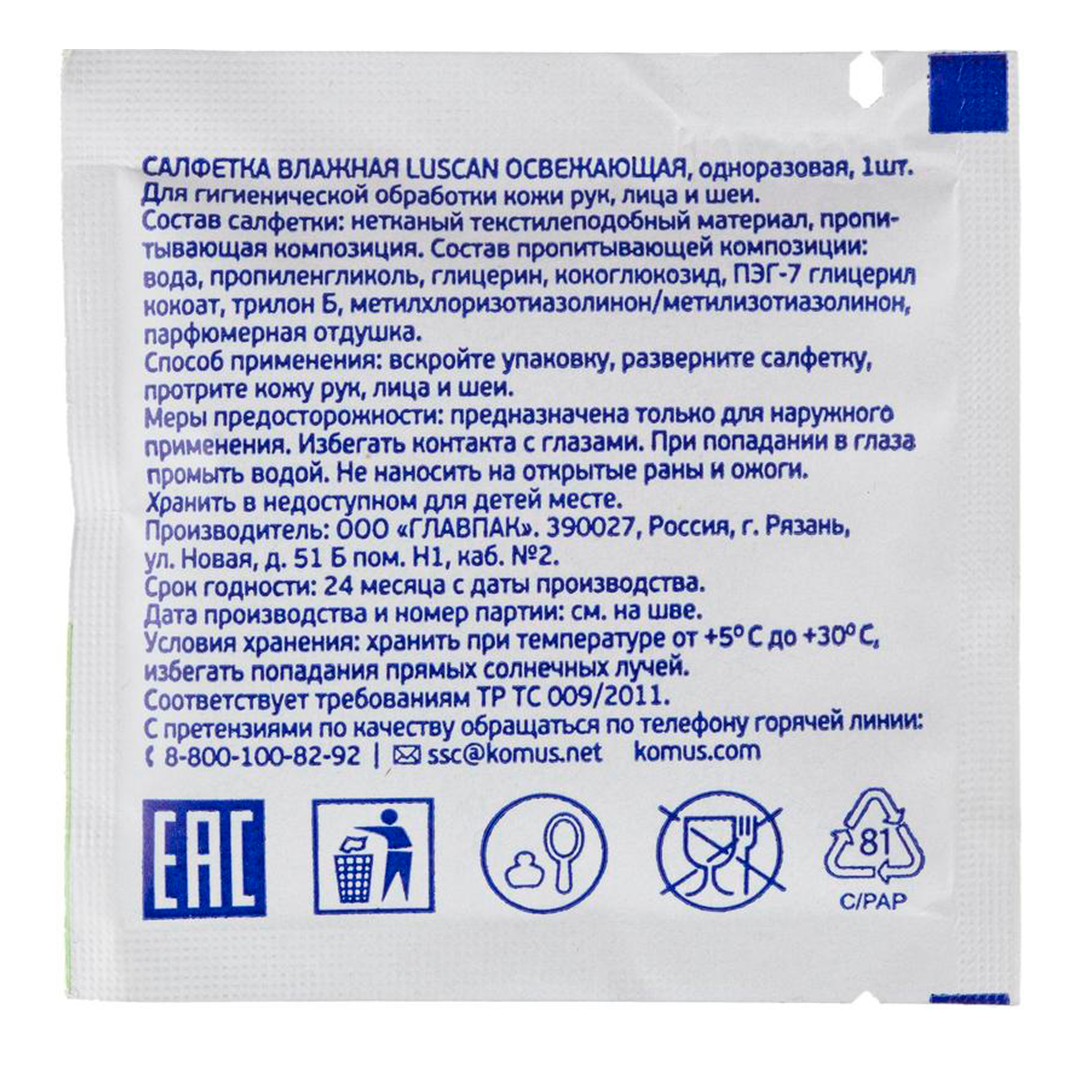 САЛФЕТКА ВЛАЖНАЯ LUSCAN ОСВЕЖАЮЩАЯ, одноразовая, 1шт.
Для гигиенической обработки кожи рук, лица и шеи.
Состав салфетки: нетканый текстилеподобный материал, пропи-
тывающая композиция. Состав пропитывающей композиции:
вода, пропиленгликоль, глицерин, кокоглюкозид, ПЭГ-7 глицерил
кокоат, трилон Б, метилхлоризотиазолинон/метилизотиазолинон,
парфюмерная отдушка.
Способ применения: вскройте упаковку, разверните салфетку,
протрите кожу рук, лица и шеи.
Меры предосторожности: предназначена только для наружного
применения. Избегать контакта с глазами. При попадании в глаза
промыть водой. Не наносить на открытые раны и ожоги.
Хранить в недоступном для детей месте.
Производитель: ООО «ГЛАВПАК». 390027, Россия, г. Рязань,
ул. Новая, д. 51 Б пом. Н1, каб. №2.
Срок годности: 24 месяца с даты производства.
Дата производства и номер партии: см. на шве.
Условия хранения: хранить при температуре от +5°С до +30°С,
избегать попадания прямых солнечных лучей.
Соответствует требованиям ТР ТС 009/2011.
С претензиями по качеству обращаться по телефону горячей линии:
8-800-100-82-92 | ssc@komus.net komus.com
EAC
81
C/PAP